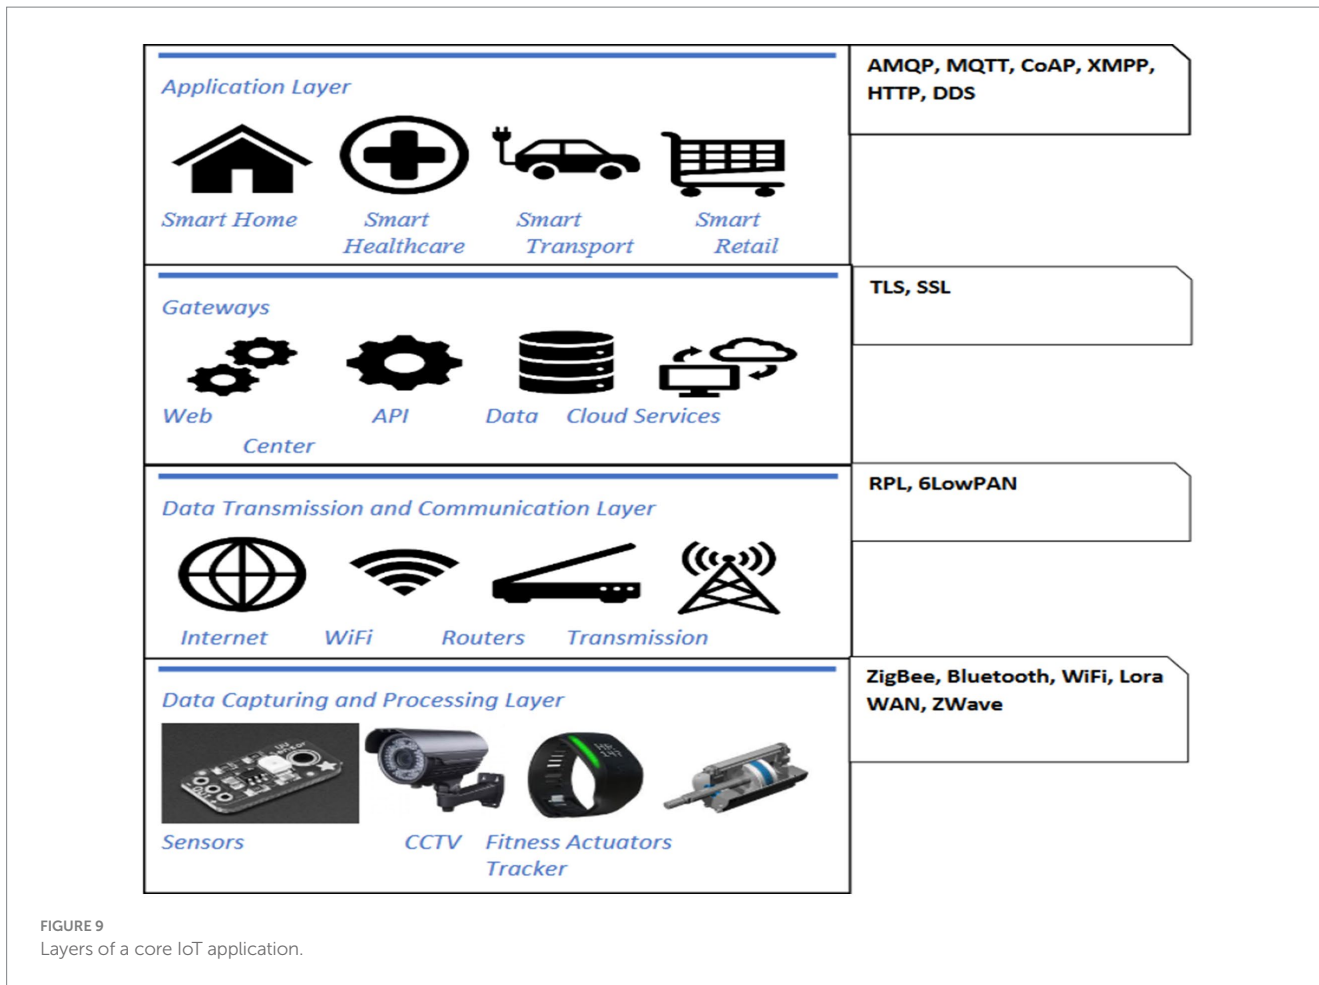 Application Layer
AMQP, MQTT, CoAP, XMPP,
HTTP, DDS
Smart Home Smart Smart Smart
Healthcare Transport Retail
Gateways
TLS, SSL
Web API Data Cloud Services
Center
Data Transmission and Communication Layer
RPL, 6LowPAN
Internet WiFi Routers Transmission
Data Capturing and Processing Layer
ZigBee, Bluetooth, WiFi, Lora
WAN, ZWave
UV
sensor
Sensors CCTV Fitness Actuators
Tracker
FIGURE 9
Layers of a core IoT application.